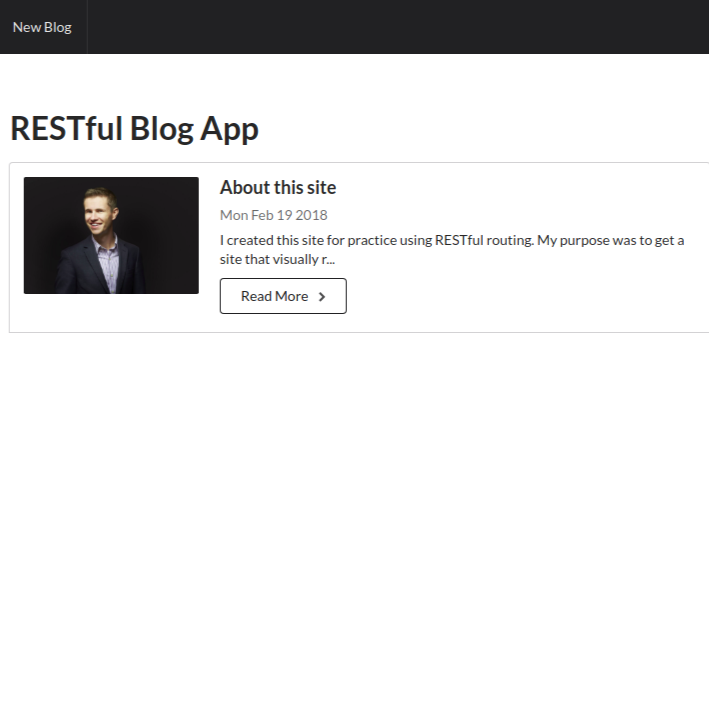 New Blog
RESTful Blog App
About this site
Mon Feb 19 2018
I created this site for practice using RESTful routing. My purpose was to get a
site that visually r...
Read More